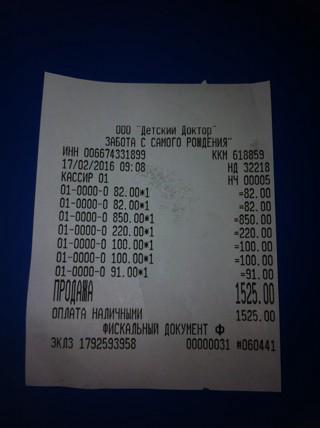 ООО "Детский Доктор"
ЗАБОТА С САМОГО РОЖДЕНИЯ"
ИНН 006674331899 ККМ 618859
17/02/2016 09:08 НД 32218
КАССИР 01 НЧ 00005
01-0000-0 82.00*1 =82.00
01-0000-0 82.00*1 =82.00
01-0000-0 850.00*1 =850.00
01-0000-0 220.00*1 =220.00
01-0000-0 100.00*1 =100.00
01-0000-0 100.00*1 =100.00
01-0000-0 91.00*1 =91.00
ПРОДАЖА 1525.00
ОПЛАТА НАЛИЧНЫМИ 1525.00
ФИСКАЛЬНЫЙ ДОКУМЕНТ Ф
ЭКЛЗ 1792593958 00000031 #060441